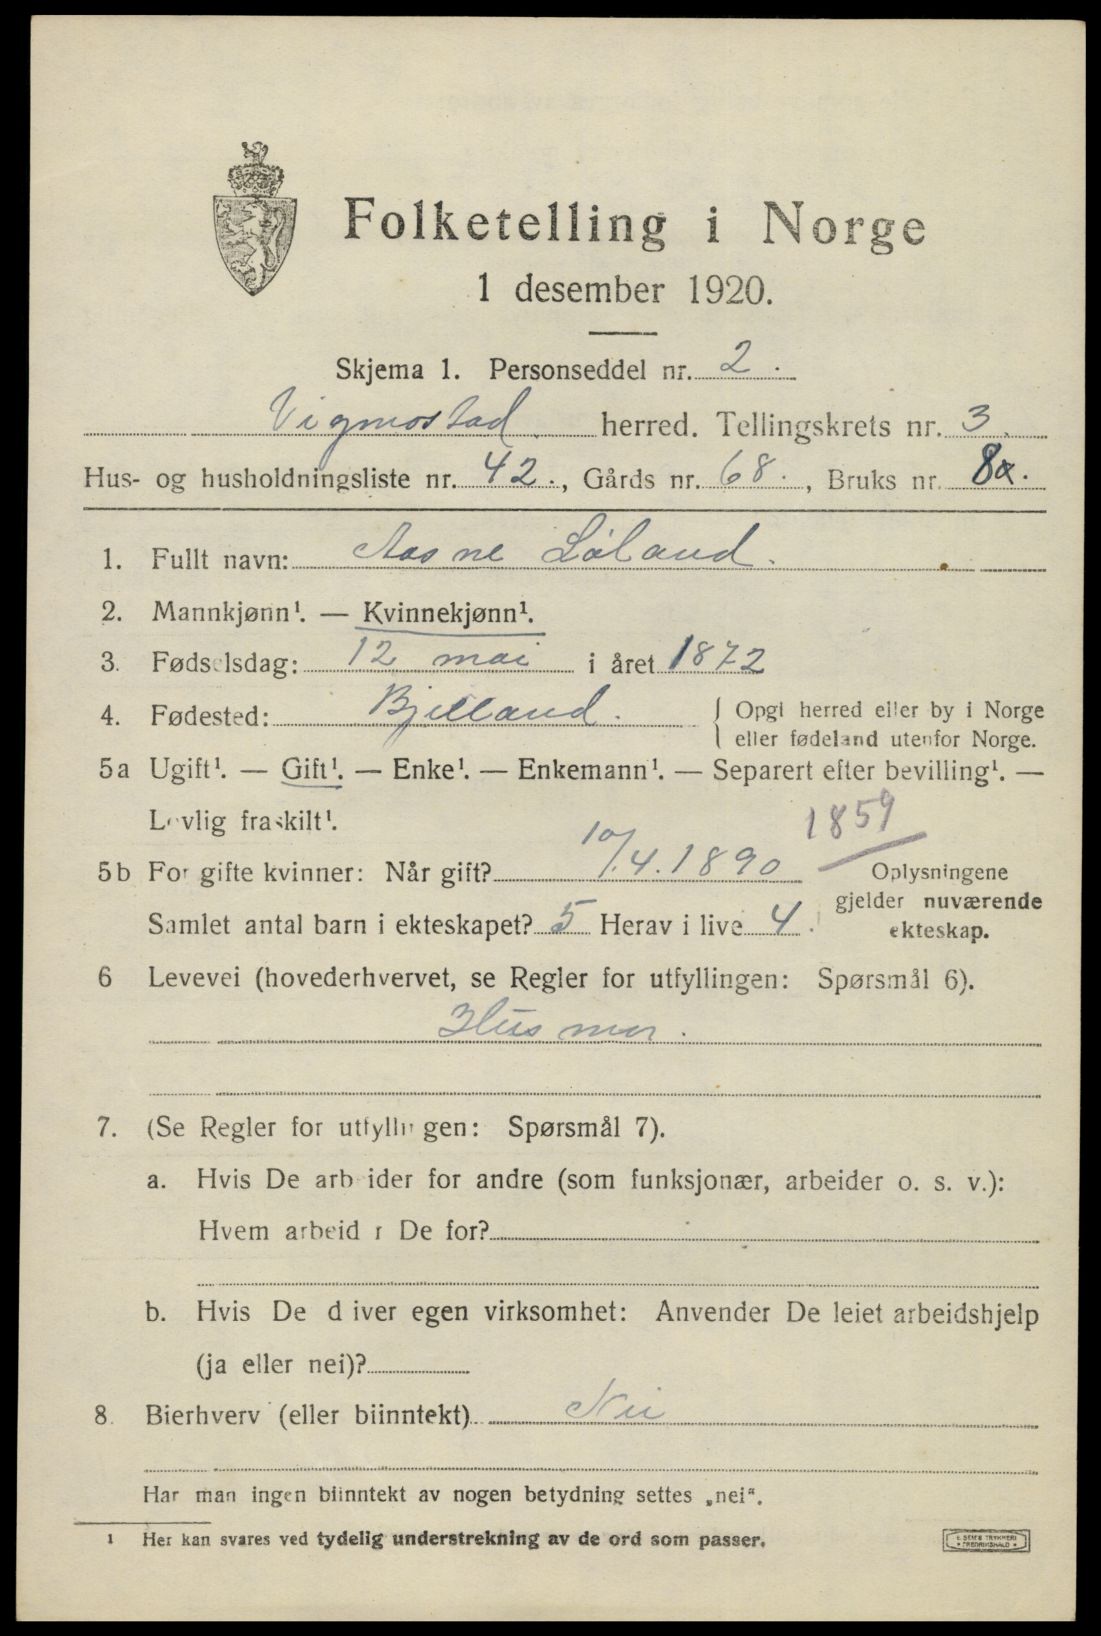 Folketelling i Norge
1 desember 1920.
Skjema 1. Personseddel nr. 2.
Vigmostad herred. Tellingskrets nr. 3.
Hus- og husholdningsliste nr. 42., Gårds nr. 68., Bruks nr. 8a.
1. Fullt navn: Aasne Løland.
2. Mannkjønn¹. — Kvinnekjønn¹.
3. Fødselsdag: 12 mai i året 1872
4. Fødested: Bjelland. { Opgi herred eller by i Norge
eller fødeland utenfor Norge.
5a Ugift¹. — Gift¹. — Enke¹. — Enkemann¹. — Separert efter bevilling¹. —
Lovlig fraskilt¹.
1859
5b For gifte kvinner: Når gift? 10/4.1890
Samlet antal barn i ekteskapet? 5 Herav i live 4.
Oplysningene
gjelder nuværende
ekteskap.
6 Levevei (hovederhvervet, se Regler for utfyllingen: Spørsmål 6).
Husmor.
7. (Se Regler for utfyllingen: Spørsmål 7).
a. Hvis De arbeider for andre (som funksjonær, arbeider o. s. v.):
Hvem arbeider De for?
b. Hvis De driver egen virksomhet: Anvender De leiet arbeidshjelp
(ja eller nei)?
8. Bierhverv (eller biinntekt) Nei
Har man ingen biinntekt av nogen betydning settes „nei“.
¹ Her kan svares ved tydelig understrekning av de ord som passer.
E. SEM'S TRYKKERI
FREDRIKSHALD